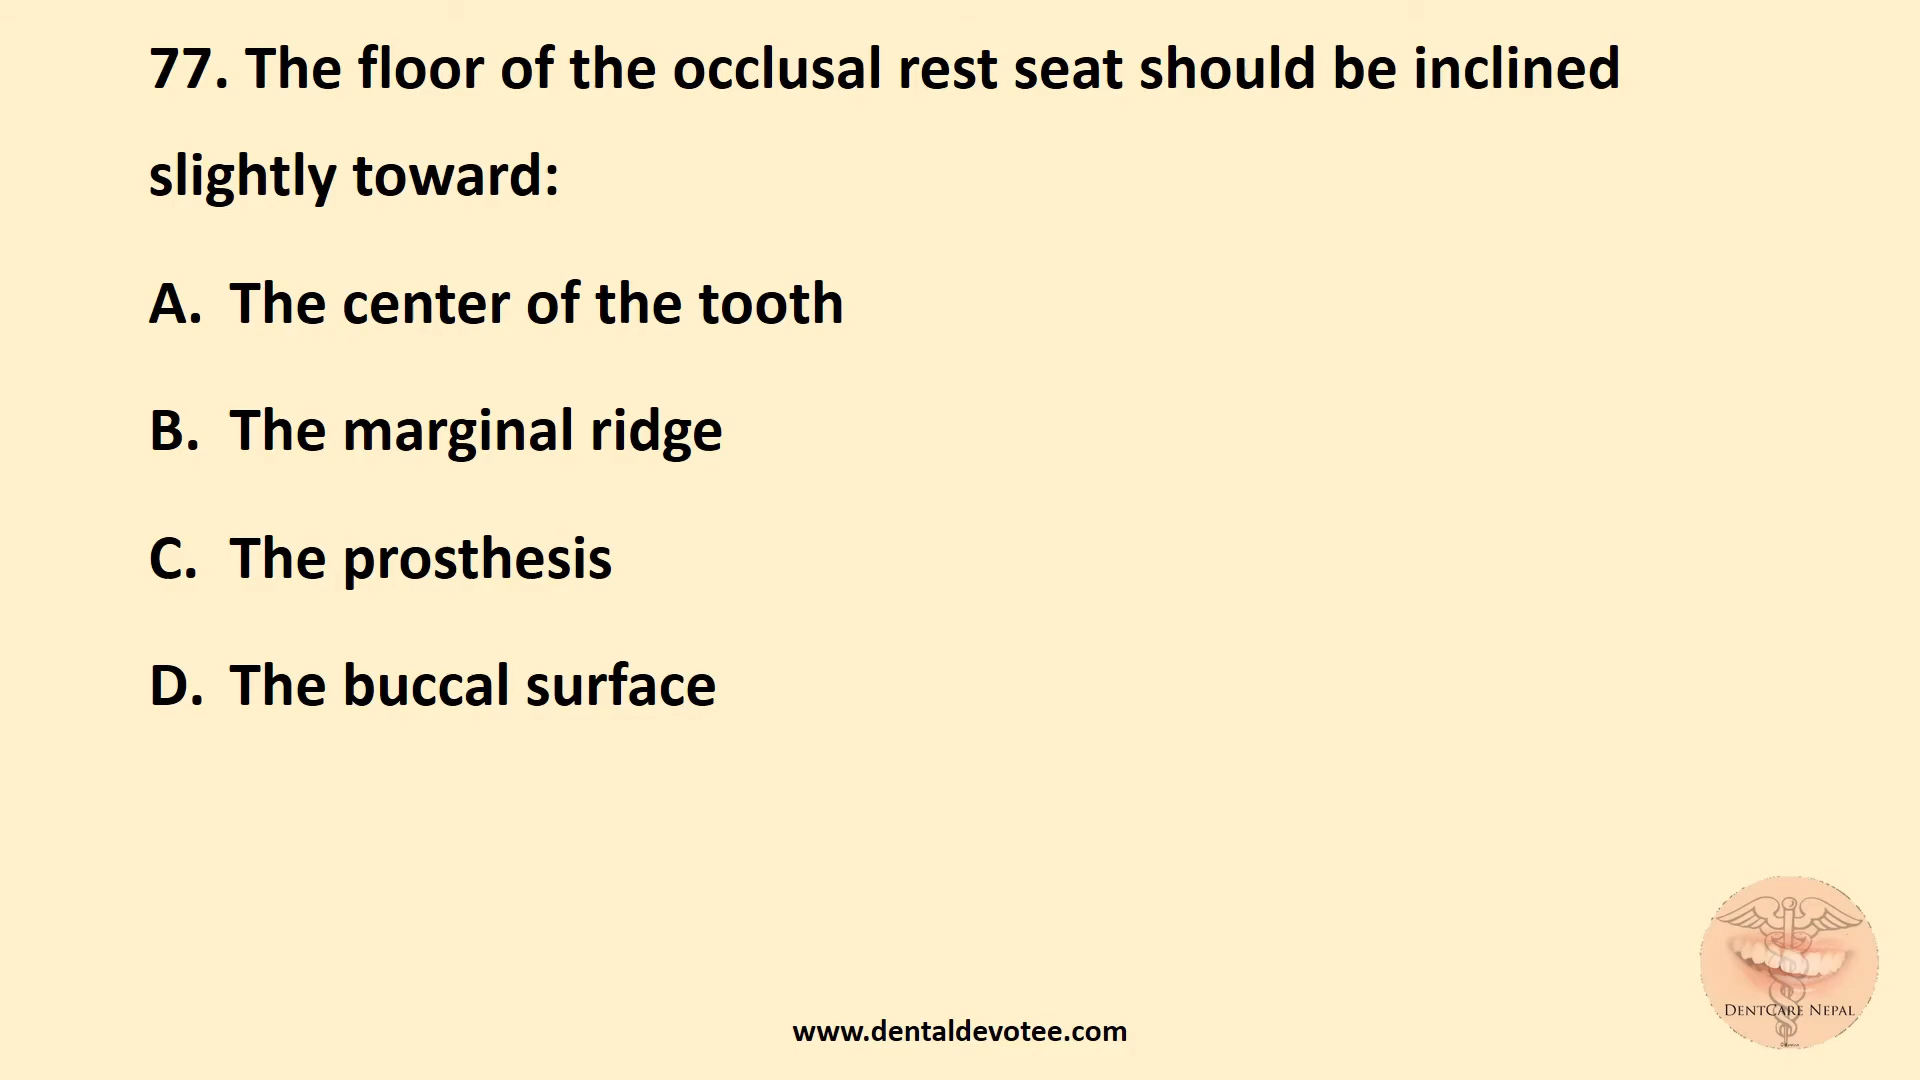 77. The floor of the occlusal rest seat should be inclined
slightly toward:
A. The center of the tooth
B. The marginal ridge
C. The prosthesis
D. The buccal surface
DENTCARE NEPAL
www.dentaldevotee.com